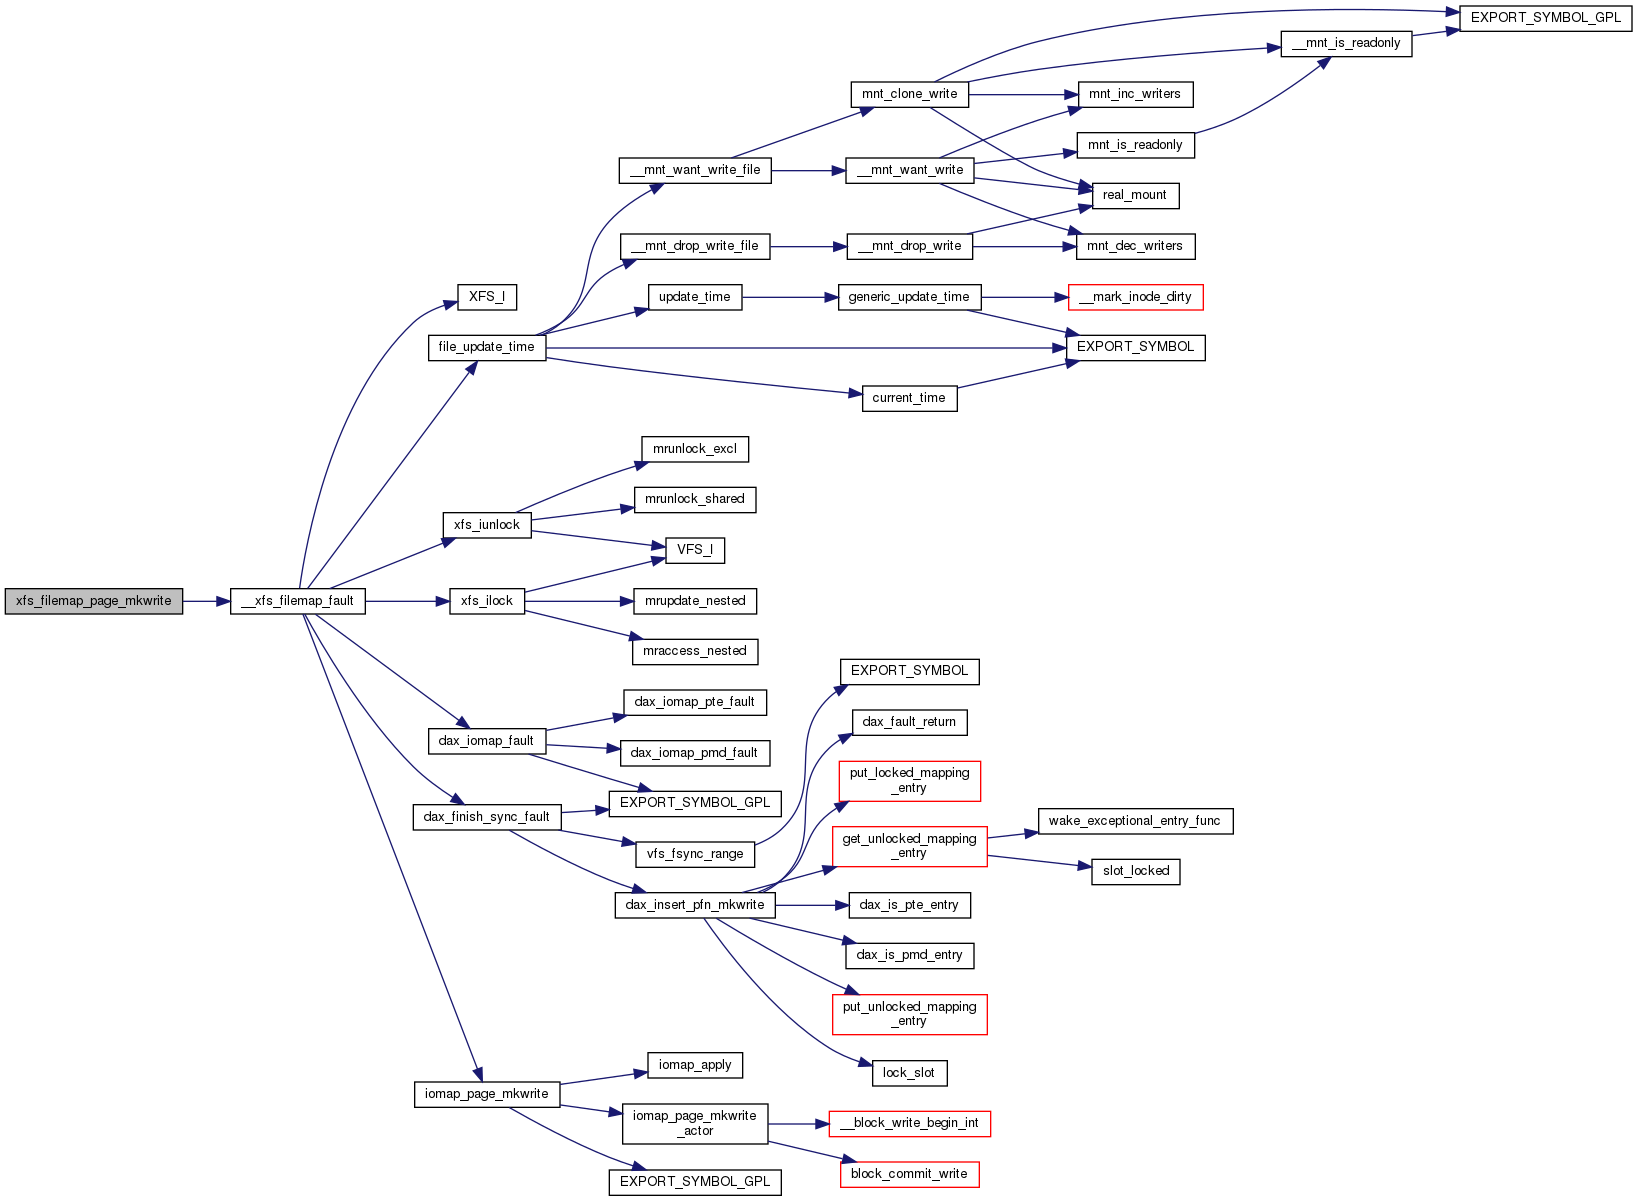 EXPORT_SYMBOL_GPL
__mnt_is_readonly
mnt_clone_write
mnt_inc_writers
mnt_is_readonly
__mnt_want_write_file
__mnt_want_write
real_mount
__mnt_drop_write_file
__mnt_drop_write
mnt_dec_writers
XFS_I
update_time
generic_update_time
__mark_inode_dirty
file_update_time
EXPORT_SYMBOL
current_time
mrunlock_excl
mrunlock_shared
xfs_iunlock
VFS_I
xfs_filemap_page_mkwrite
__xfs_filemap_fault
xfs_ilock
mrupdate_nested
mraccess_nested
EXPORT_SYMBOL
dax_iomap_pte_fault
dax_fault_return
dax_iomap_fault
dax_iomap_pmd_fault
put_locked_mapping
_entry
EXPORT_SYMBOL_GPL
dax_finish_sync_fault
wake_exceptional_entry_func
get_unlocked_mapping
_entry
vfs_fsync_range
slot_locked
dax_insert_pfn_mkwrite
dax_is_pte_entry
dax_is_pmd_entry
put_unlocked_mapping
_entry
iomap_apply
lock_slot
iomap_page_mkwrite
iomap_page_mkwrite
_actor
__block_write_begin_int
block_commit_write
EXPORT_SYMBOL_GPL